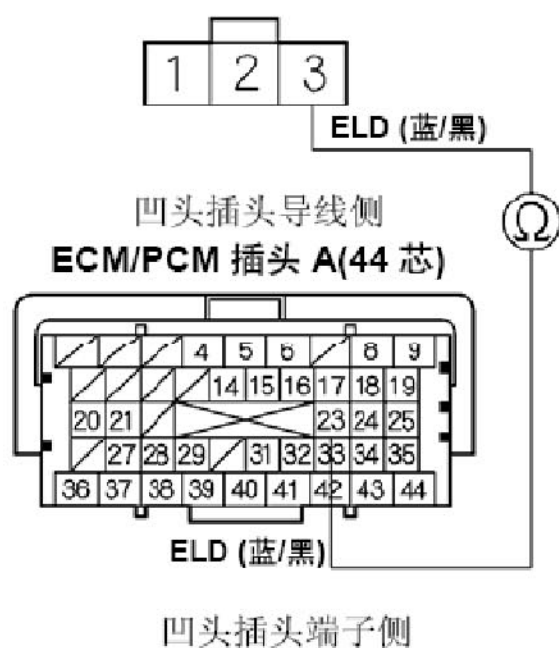 1 2 3
ELD (蓝/黑)
Ω
凹头插头导线侧
ECM/PCM 插头 A(44 芯)
4 5 6 8 9
14 15 16 17 18 19
20 21 23 24 25
27 28 29 31 32 33 34 35
36 37 38 39 40 41 42 43 44
ELD (蓝/黑)
凹头插头端子侧